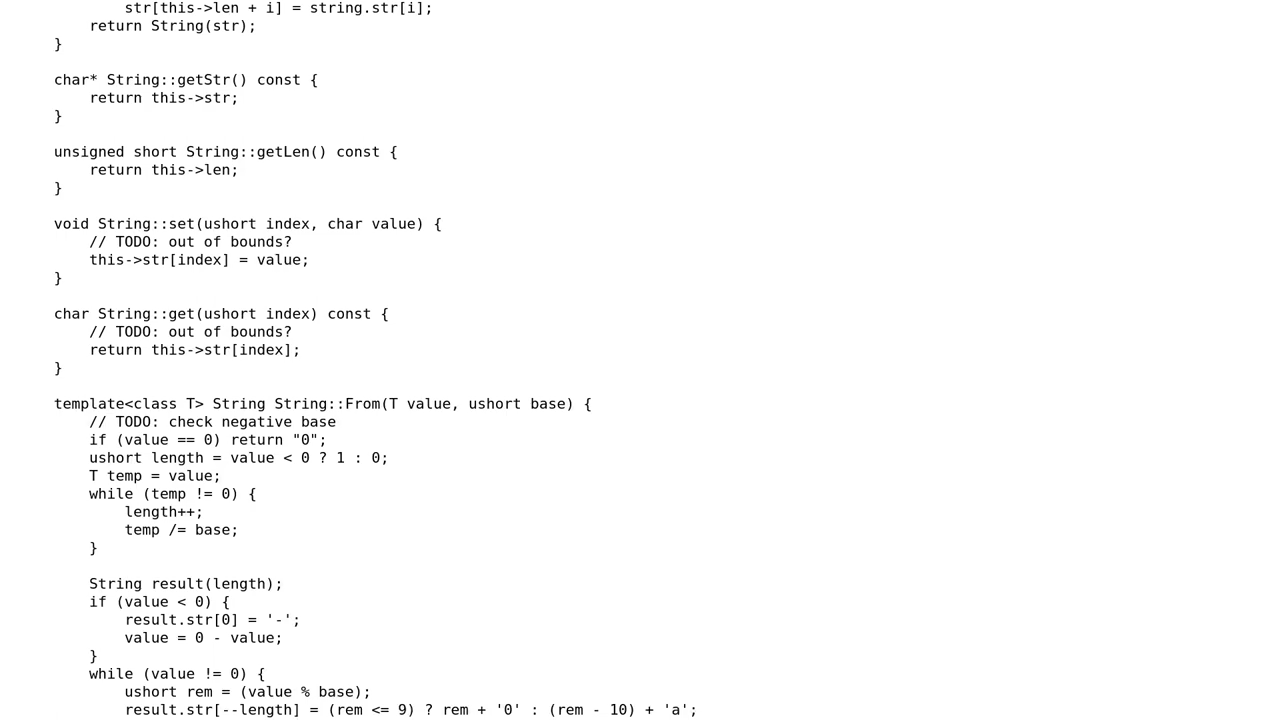 str[this->len + i] = string.str[i];
return String(str);
}
char* String::getStr() const {
return this->str;
}
unsigned short String::getLen() const {
return this->len;
}
void String::set(ushort index, char value) {
// TODO: out of bounds?
this->str[index] = value;
}
char String::get(ushort index) const {
// TODO: out of bounds?
return this->str[index];
}
template<class T> String String::From(T value, ushort base) {
// TODO: check negative base
if (value == 0) return "0";
ushort length = value < 0 ? 1 : 0;
T temp = value;
while (temp != 0) {
length++;
temp /= base;
}
String result(length);
if (value < 0) {
result.str[0] = '-';
value = 0 - value;
}
while (value != 0) {
ushort rem = (value % base);
result.str[--length] = (rem <= 9) ? rem + '0' : (rem - 10) + 'a';